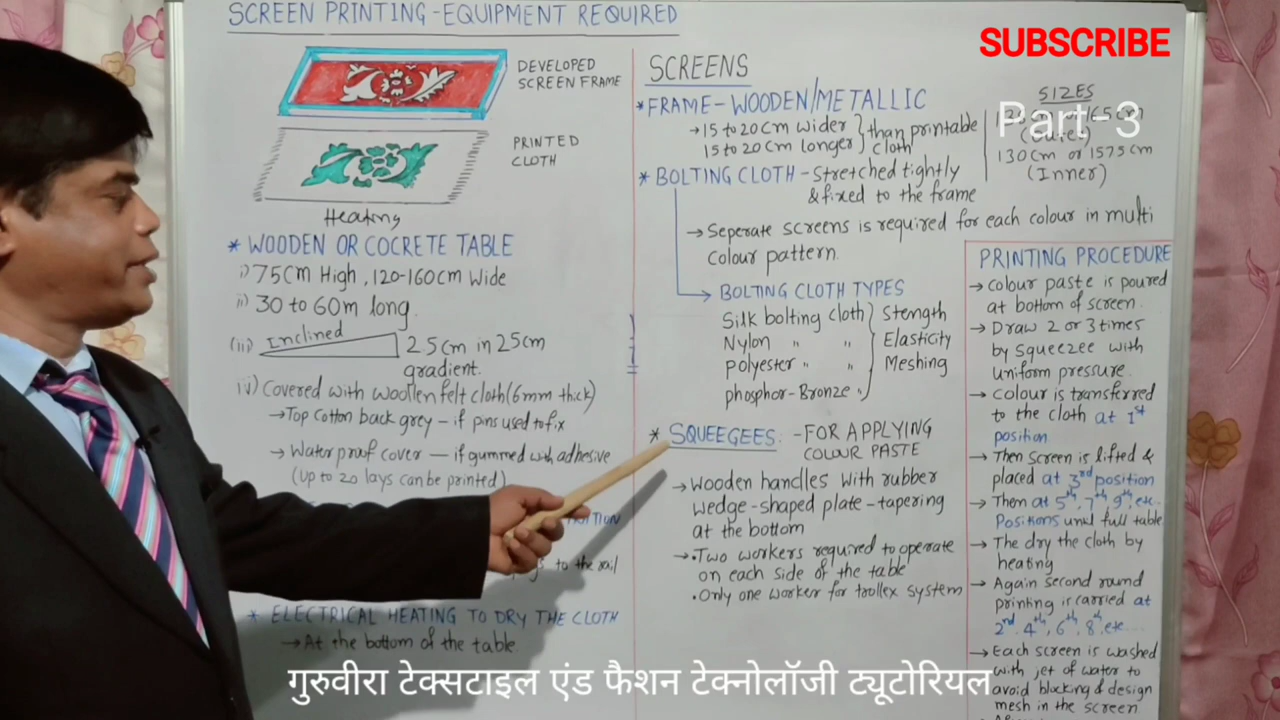 SCREEN PRINTING - EQUIPMENT REQUIRED
SUBSCRIBE
Part-3
DEVELOPED
SCREEN FRAME
PRINTED
CLOTH
Heating
* WOODEN OR COCRETE TABLE
i) 75cm High, 120-160cm Wide
ii) 30 to 60m long
(iii) Inclined 2.5cm in 25cm
gradient.
iv) Covered with woollen felt cloth (6mm thick)
→ Top cotton back grey - if pins used to fix
→ Water proof cover - if gummed with adhesive
(Up to 20 lays can be printed)
to the rail
* ELECTRICAL HEATING TO DRY THE CLOTH
→ At the bottom of the table
SCREENS
* FRAME - WOODEN/METALLIC
→ 15 to 20 cm wider } than printable
15 to 20 cm longer } cloth
SIZES
130cm or 157.5cm
(Inner)
* BOLTING CLOTH - Stretched tightly
& fixed to the frame
→ Seperate screens is required for each colour in multi
colour pattern.
→ BOLTING CLOTH TYPES
Silk bolting cloth } Stength
Nylon " " } Elasticity
polyester " " } Meshing
phosphor-Bronze " }
* SQUEEGEES: - FOR APPLYING
COLOUR PASTE
→ Wooden handles with rubber
wedge-shaped plate - tapering
at the bottom
→ • Two workers required to operate
on each side of the table
• Only one worker for trollex system
PRINTING PROCEDURE
→ Colour paste is poured
at bottom of screen.
→ Draw 2 or 3 times
by squeezee with
uniform pressure.
→ Colour is transferred
to the cloth at 1st
position
→ Then screen is lifted &
placed at 3rd position
→ Them at 5th, 7th, 9th, etc.
Positions until full table
→ The dry the cloth by
heating
→ Again second round
printing is carried at
2nd, 4th, 6th, 8th, etc...
→ Each screen is washed
with jet of water to
avoid blocking & design
mesh in the screen
गुरुवीरा टेक्सटाइल एंड फैशन टेक्नोलॉजी ट्यूटोरियल